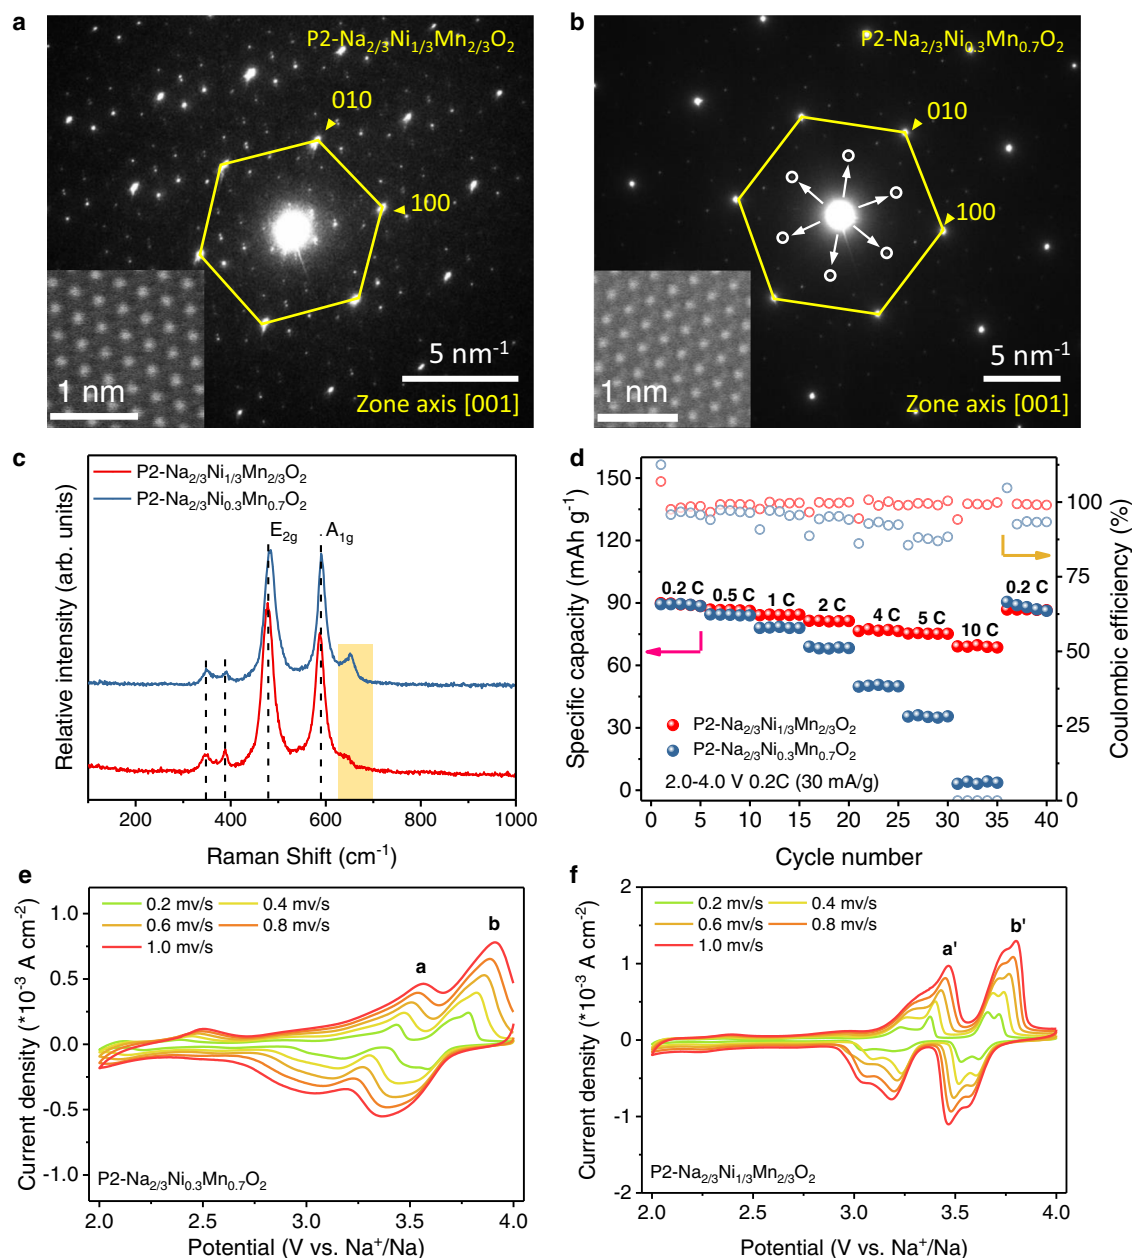 a
P2-Na2/3Ni1/3Mn2/3O2
010
100
1 nm
5 nm-1
Zone axis [001]
b
P2-Na2/3Ni0.3Mn0.7O2
010
100
1 nm
5 nm-1
Zone axis [001]
c
P2-Na2/3Ni1/3Mn2/3O2
P2-Na2/3Ni0.3Mn0.7O2
E2g
A1g
Relative intensity (arb. units)
200 400 600 800 1000
Raman Shift (cm-1)
d
150
120
90
60
30
0
Specific capacity (mAh g-1)
100
75
50
25
0
Coulombic efficiency (%)
0.2 C 0.5 C 1 C 2 C 4 C 5 C 10 C 0.2 C
P2-Na2/3Ni1/3Mn2/3O2
P2-Na2/3Ni0.3Mn0.7O2
2.0-4.0 V 0.2C (30 mA/g)
0 5 10 15 20 25 30 35 40
Cycle number
e
0.2 mv/s 0.4 mv/s
0.6 mv/s 0.8 mv/s
1.0 mv/s
a
b
1.0
0.5
0.0
-0.5
-1.0
Current density (*10-3 A cm-2)
P2-Na2/3Ni0.3Mn0.7O2
2.0 2.5 3.0 3.5 4.0
Potential (V vs. Na+/Na)
f
0.2 mv/s 0.4 mv/s
0.6 mv/s 0.8 mv/s
1.0 mv/s
a'
b'
2
1
0
-1
-2
Current density (*10-3 A cm-2)
P2-Na2/3Ni1/3Mn2/3O2
2.0 2.5 3.0 3.5 4.0
Potential (V vs. Na+/Na)